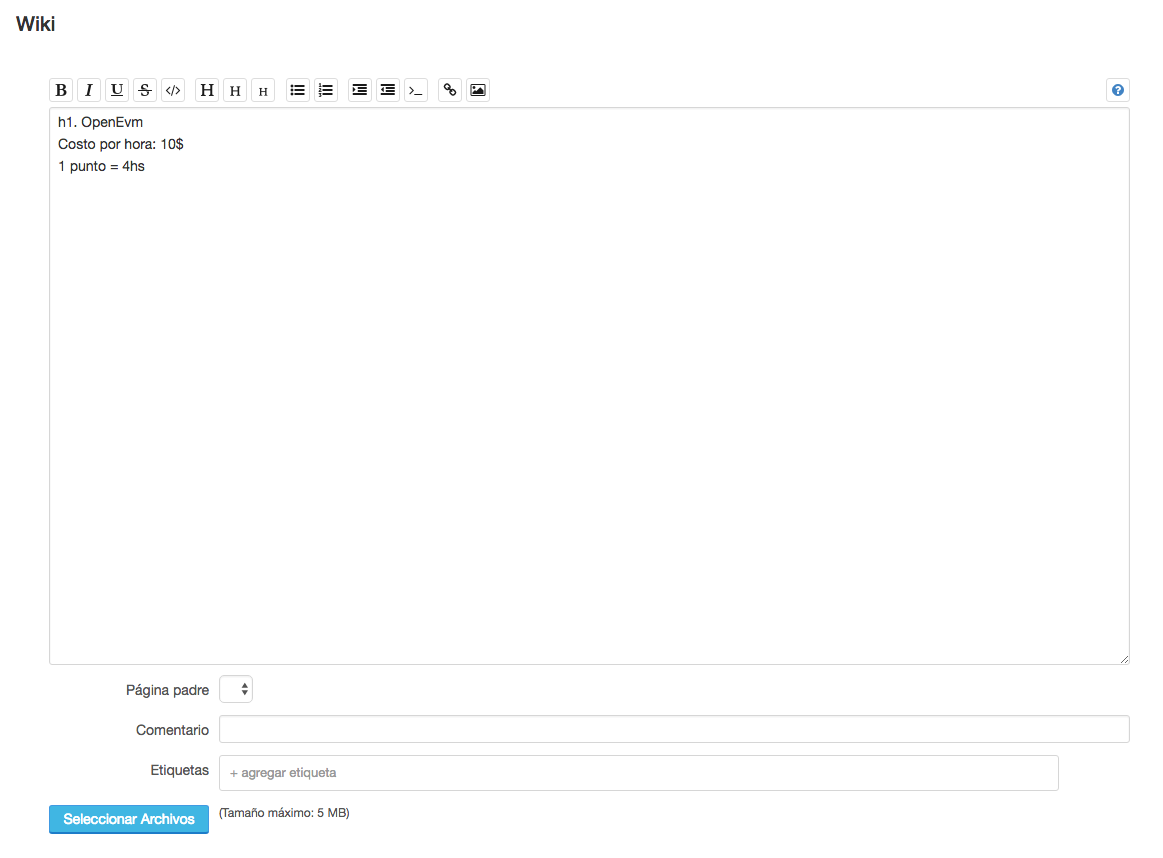 Wiki
B I U S </> H H H
h1. OpenEvm
Costo por hora: 10$
1 punto = 4hs
Página padre
Comentario
Etiquetas
+ agregar etiqueta
Seleccionar Archivos
(Tamaño máximo: 5 MB)